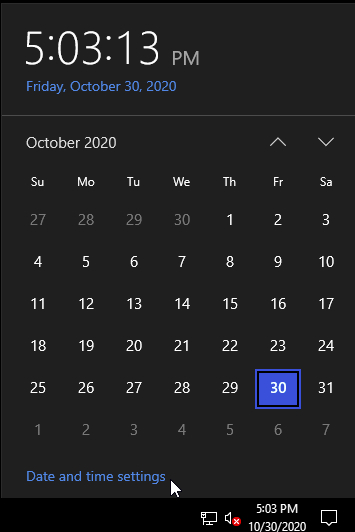 5:03:13 PM
Friday, October 30, 2020
October 2020
Su Mo Tu We Th Fr Sa
27 28 29 30 1 2 3
4 5 6 7 8 9 10
11 12 13 14 15 16 17
18 19 20 21 22 23 24
25 26 27 28 29 30 31
1 2 3 4 5 6 7
Date and time settings
5:03 PM
10/30/2020